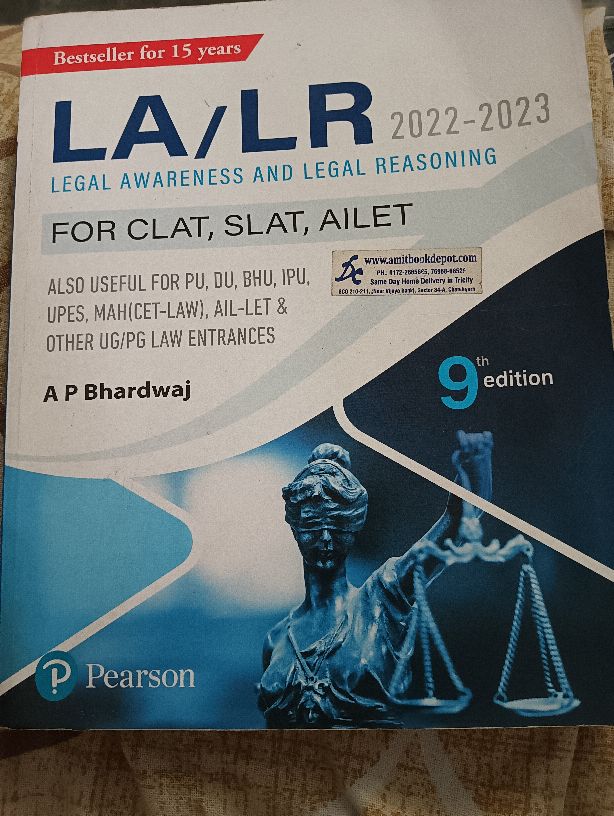 Bestseller for 15 years
LA/LR 2022-2023
LEGAL AWARENESS AND LEGAL REASONING
FOR CLAT, SLAT, AILET
www.amitbookdepot.com
Same Day Home Delivery in Tricity
ALSO USEFUL FOR PU, DU, BHU, IPU,
UPES, MAH(CET-LAW), AIL-LET &
OTHER UG/PG LAW ENTRANCES
A P Bhardwaj
9th edition
Pearson